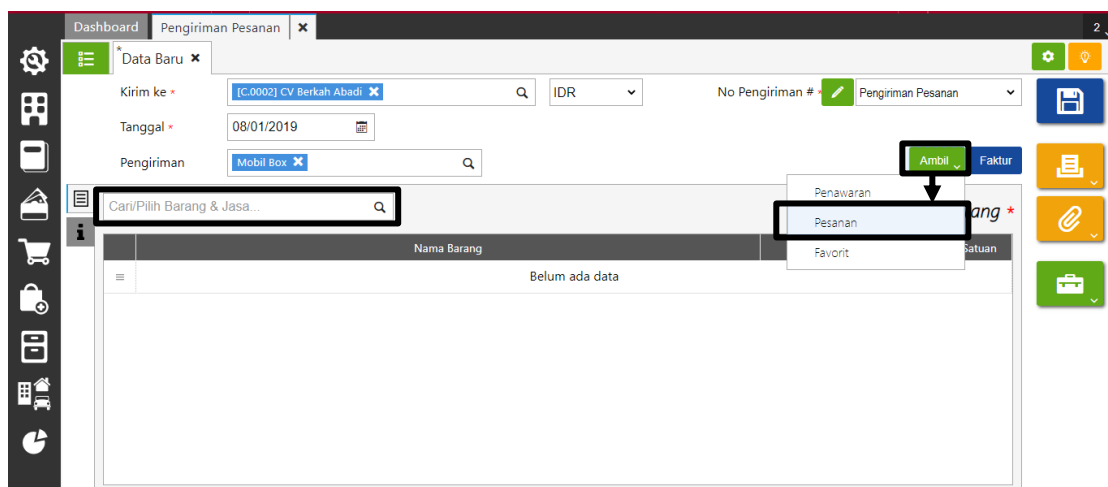 Dashboard Pengiriman Pesanan 2
*Data Baru
Kirim ke * [C.0002] CV Berkah Abadi IDR No Pengiriman # * Pengiriman Pesanan
Tanggal * 08/01/2019
Pengiriman Mobil Box Ambil Faktur
Penawaran
Cari/Pilih Barang & Jasa... ang *
Pesanan
Nama Barang Satuan
Favorit
Belum ada data